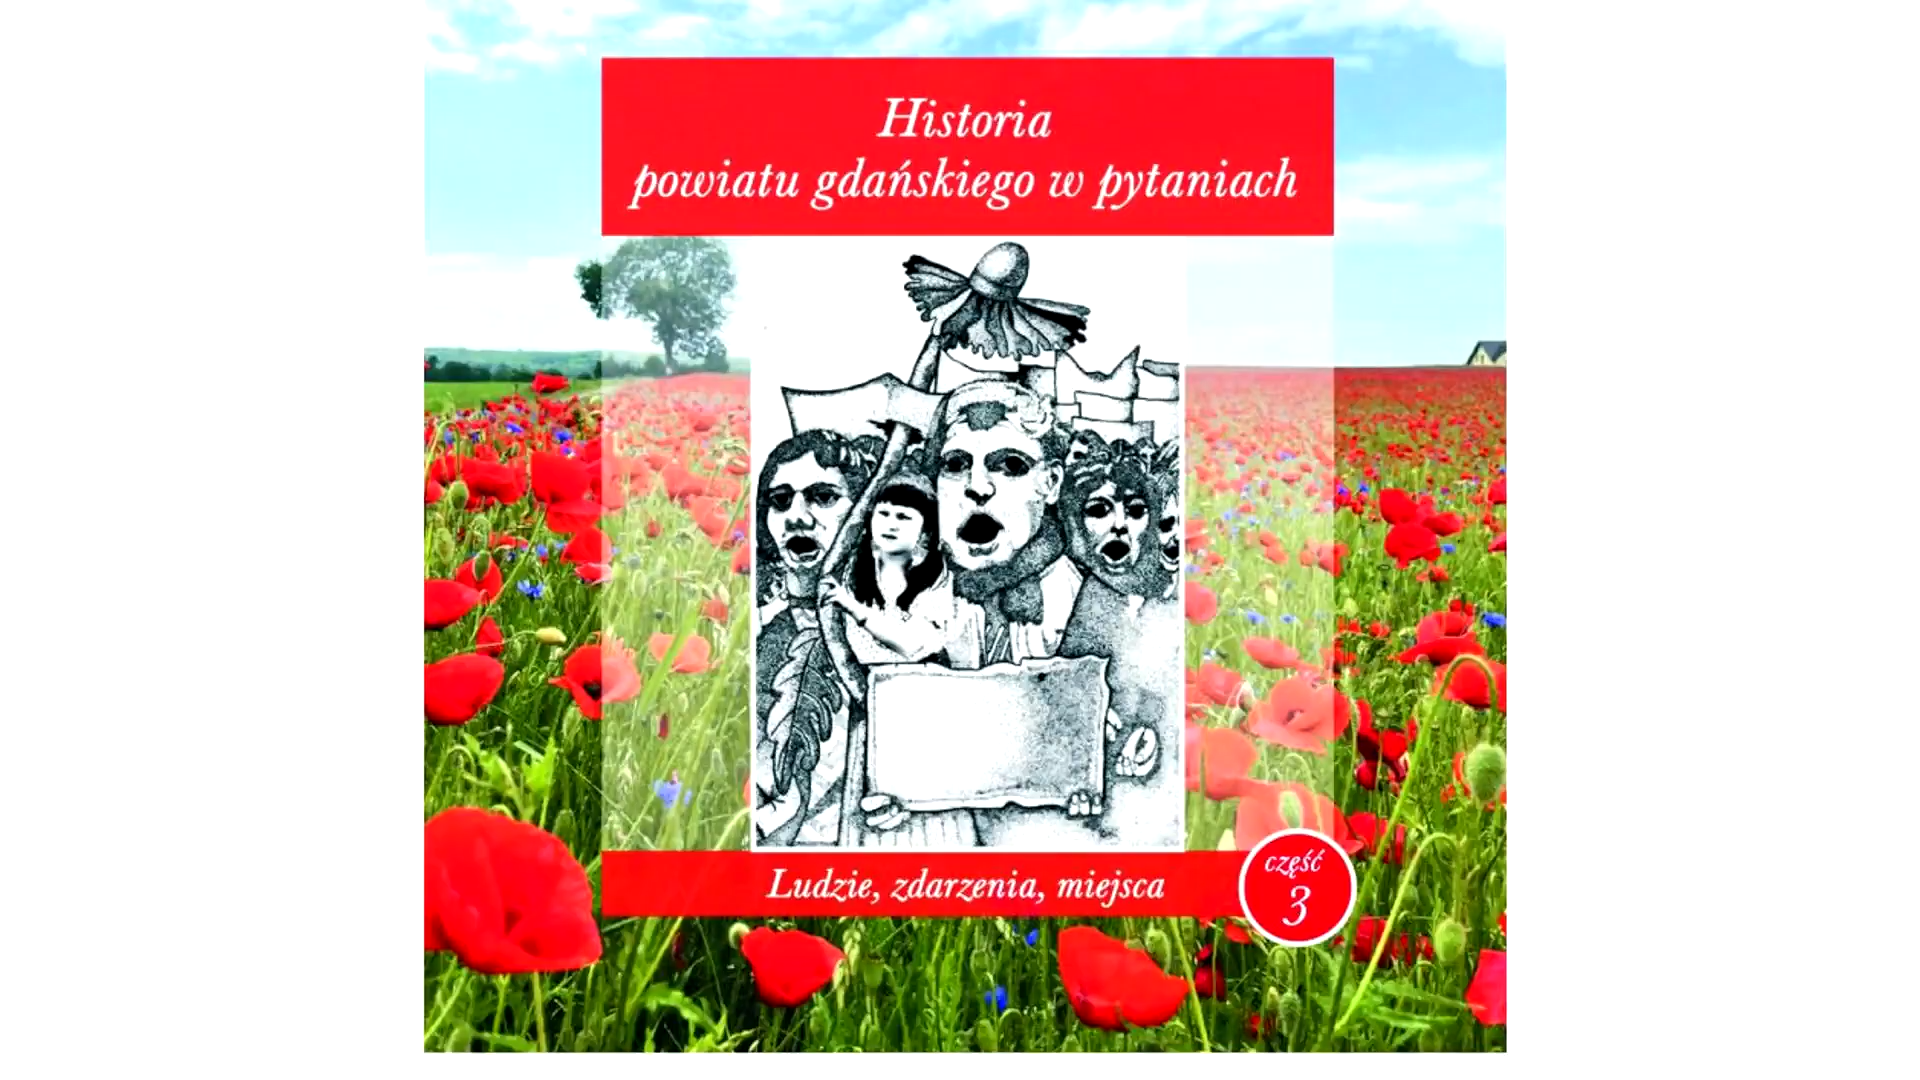 Historia
powiatu gdańskiego w pytaniach
Ludzie, zdarzenia, miejsca
część
3